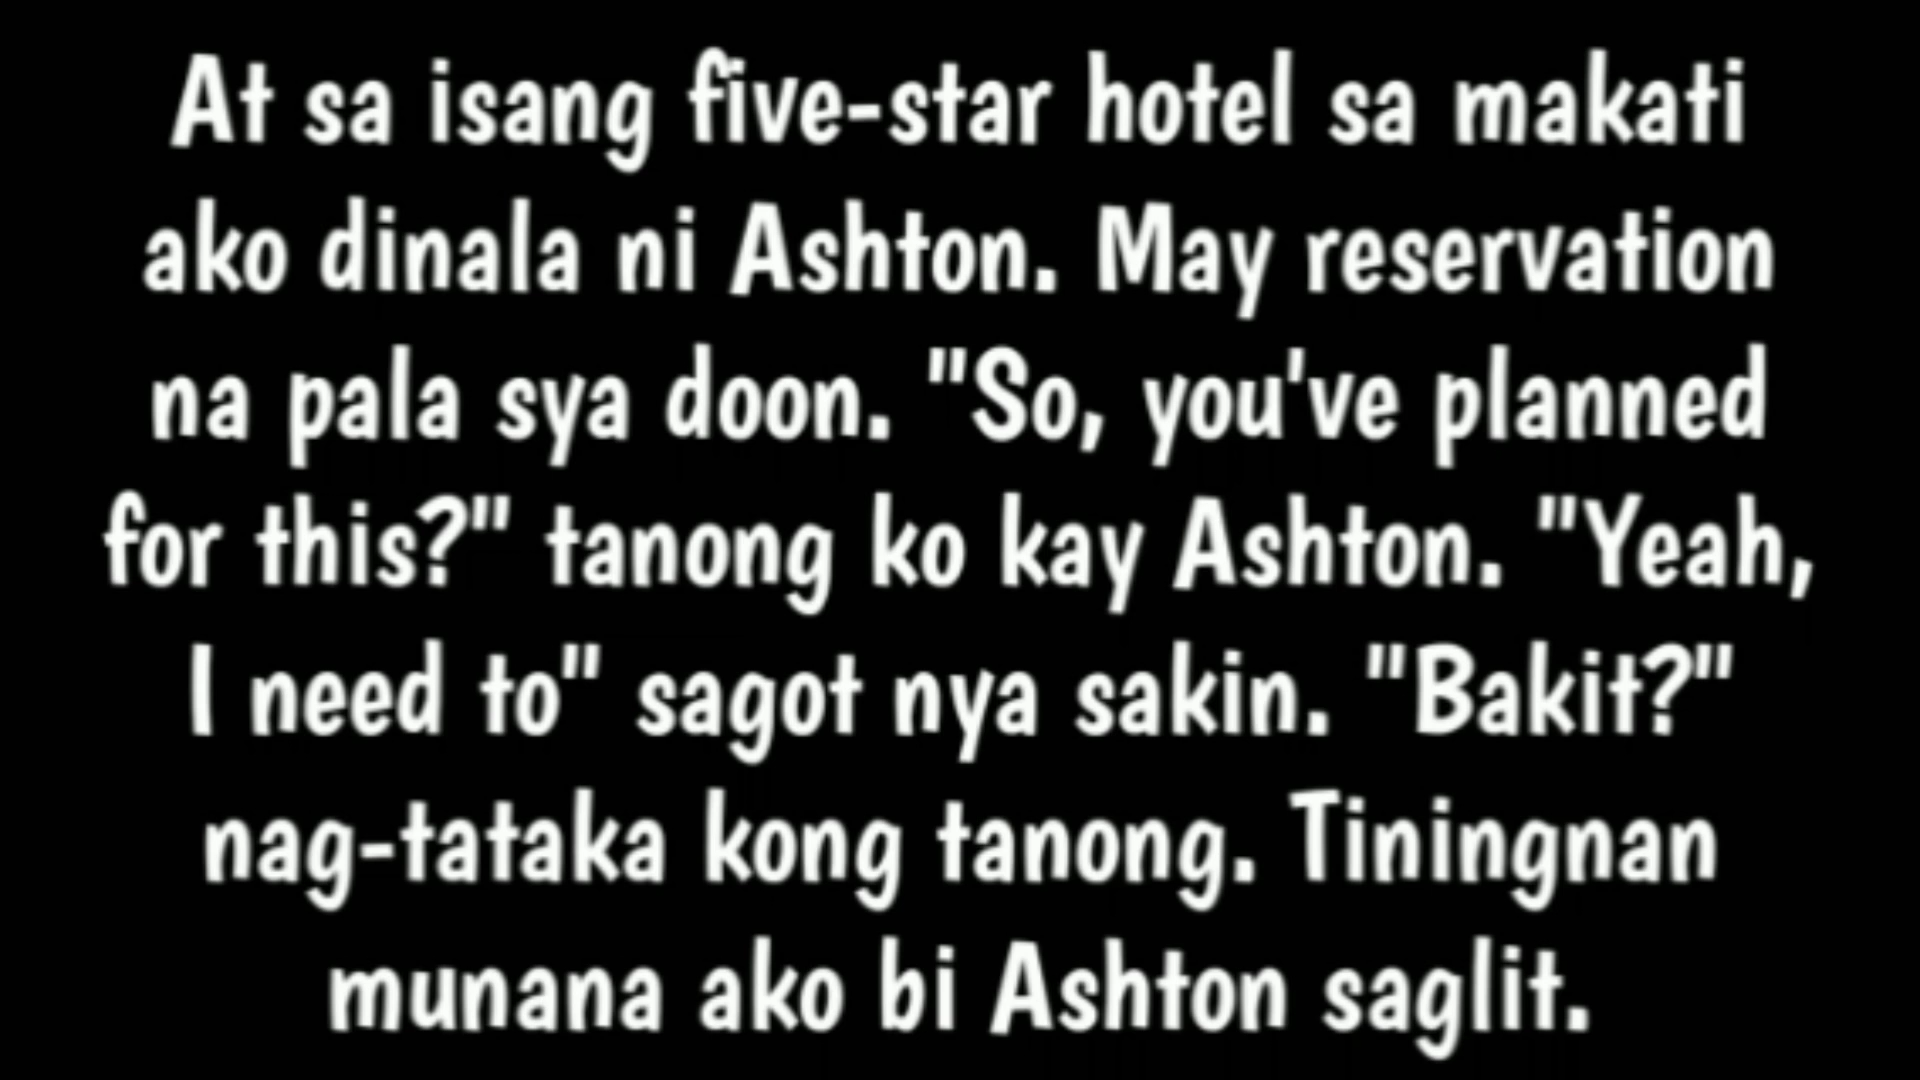 At sa isang five-star hotel sa makati
ako dinala ni Ashton. May reservation
na pala sya doon. "So, you've planned
for this?" tanong ko kay Ashton. "Yeah,
I need to" sagot nya sakin. "Bakit?"
nag-tataka kong tanong. Tiningnan
munana ako bi Ashton saglit.